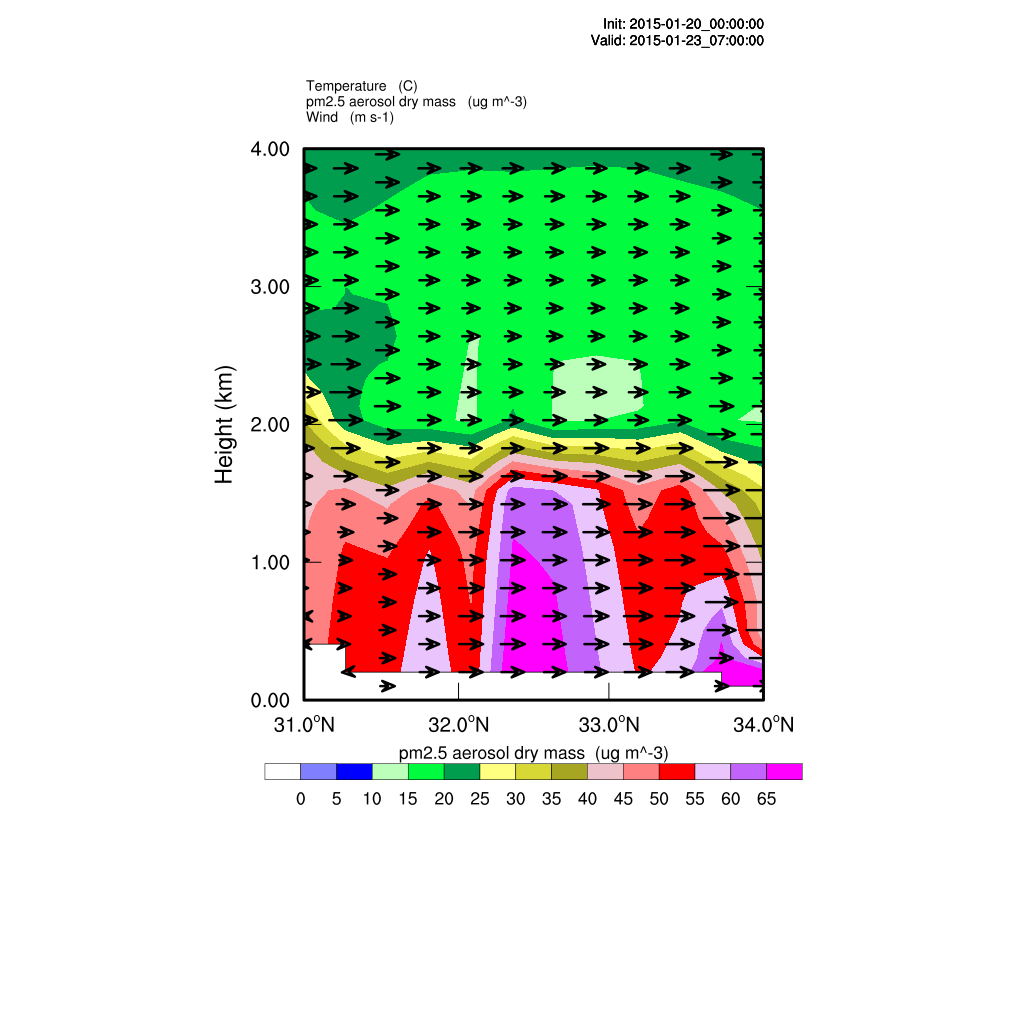 Init: 2015-01-20_00:00:00
Valid: 2015-01-23_07:00:00
Temperature (C)
pm2.5 aerosol dry mass (ug m^-3)
Wind (m s-1)
4.00
3.00
2.00
1.00
0.00
Height (km)
31.0°N 32.0°N 33.0°N 34.0°N
pm2.5 aerosol dry mass (ug m^-3)
0 5 10 15 20 25 30 35 40 45 50 55 60 65